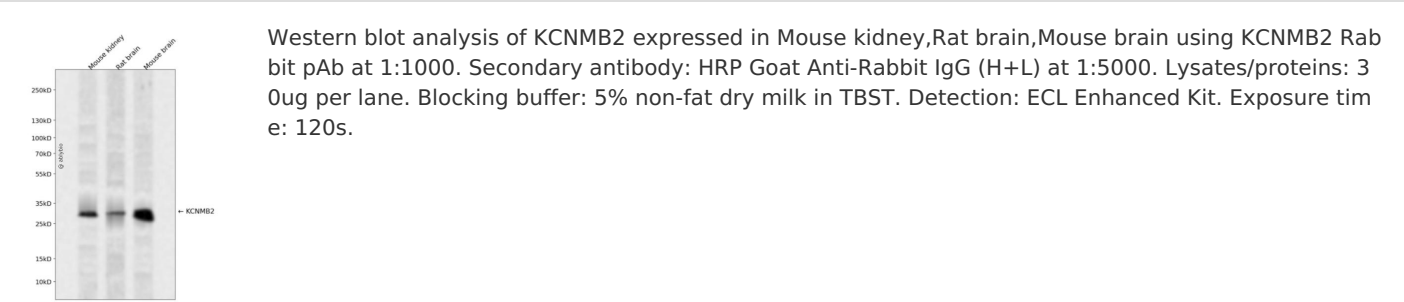 Mouse kidney
Rat brain
Mouse brain
250kD
130kD
100kD
70kD
55kD
35kD
25kD
15kD
10kD
@ abybio
← KCNMB2
Western blot analysis of KCNMB2 expressed in Mouse kidney,Rat brain,Mouse brain using KCNMB2 Rab
bit pAb at 1:1000. Secondary antibody: HRP Goat Anti-Rabbit IgG (H+L) at 1:5000. Lysates/proteins: 3
0ug per lane. Blocking buffer: 5% non-fat dry milk in TBST. Detection: ECL Enhanced Kit. Exposure tim
e: 120s.